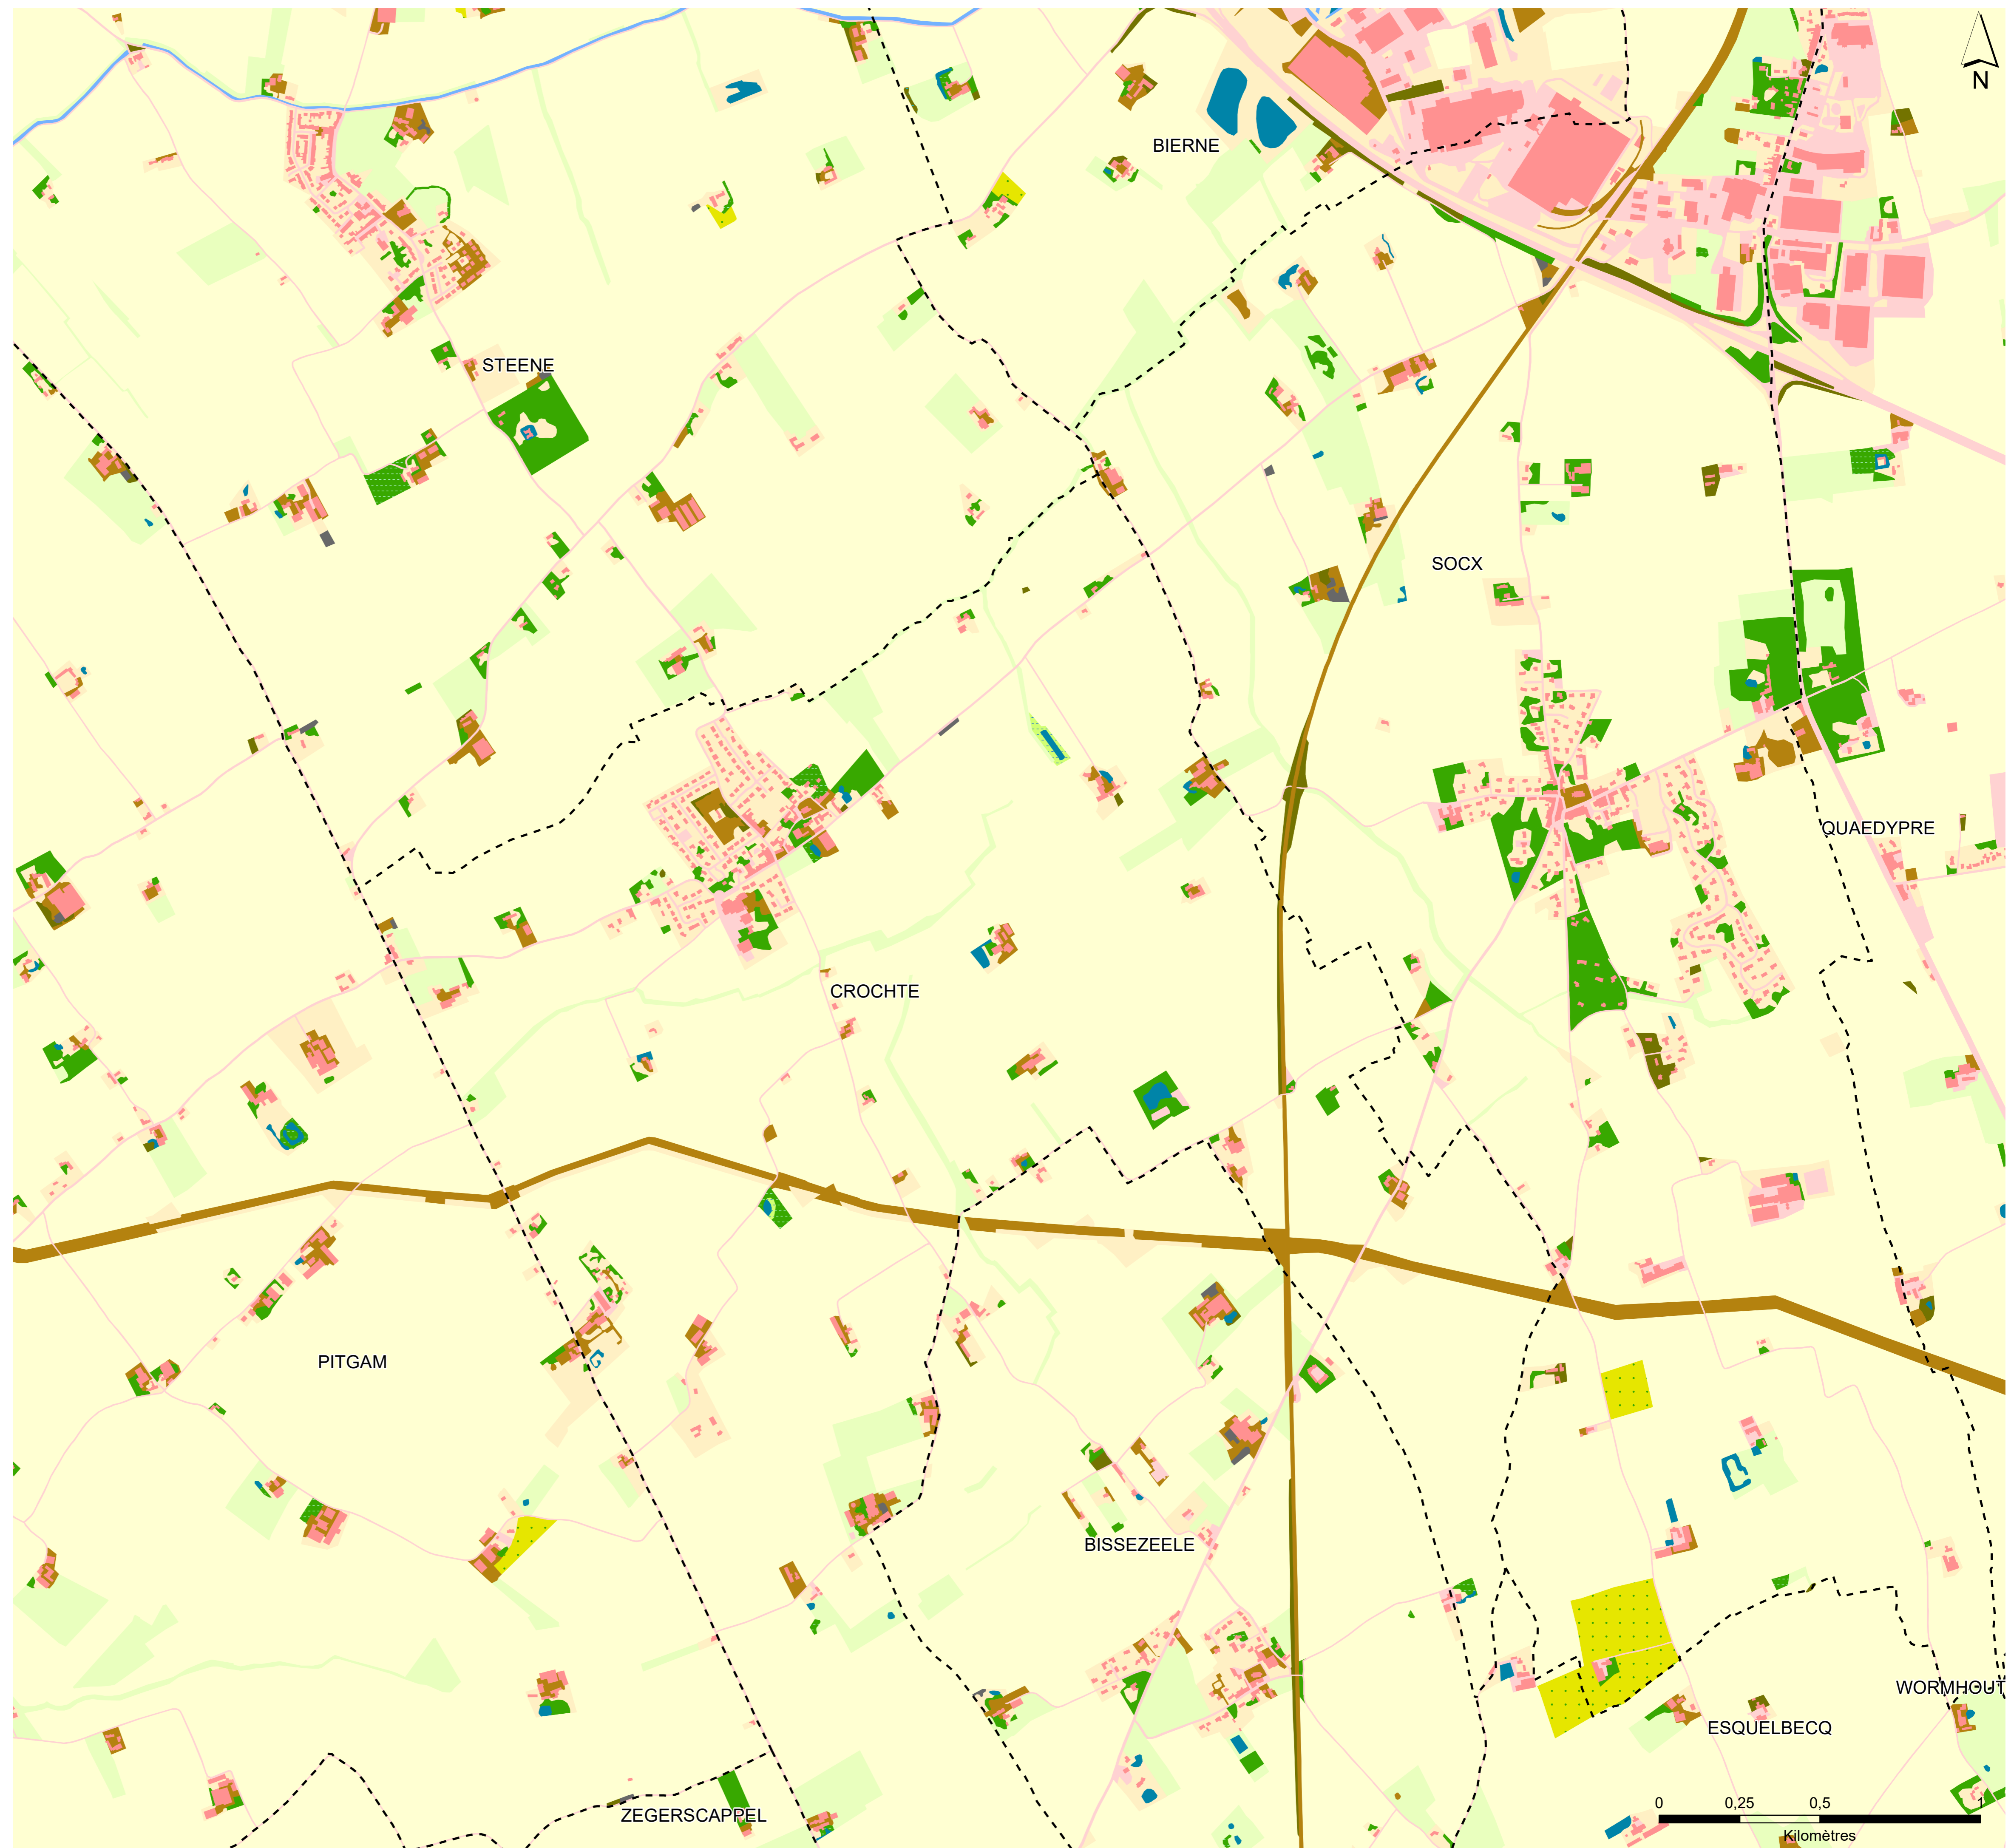 N
BIERNE
STEENE
SOCX
QUAEDYPRE
CROCHTE
PITGAM
BISSEZEELE
WORMHOUT
ESQUELBECQ
ZEGERSCAPPEL
0 0,25 0,5 1
Kilomètres